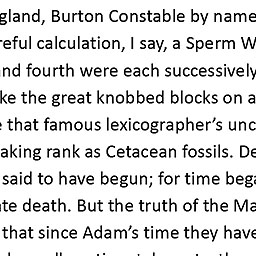 gland, Burton Constable by name
reful calculation, I say, a Sperm W
nd fourth were each successively
ke the great knobbed blocks on a
e that famous lexicographer’s unc
aking rank as Cetacean fossils. De
said to have begun; for time bega
ate death. But the truth of the Ma
that since Adam’s time they have